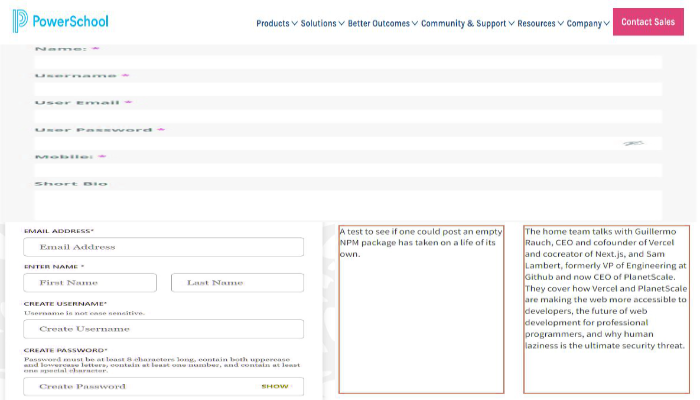 PowerSchool
Products Solutions Better Outcomes Community & Support Resources Company Contact Sales
Name: *
Username *
User Email *
User Password *
Mobile: *
Short Bio
EMAIL ADDRESS*
Email Address
ENTER NAME *
First Name Last Name
CREATE USERNAME*
Username is not case sensitive.
Create Username
CREATE PASSWORD*
Password must be at least 8-characters long, contain both uppercase
and lowercase letters, contain at least one number, and contain at least
one special character.
Create Password SHOW
A test to see if one could post an empty
NPM package has taken on a life of its
own.
The home team talks with Guillermo
Rauch, CEO and cofounder of Vercel
and cocreator of Next.js, and Sam
Lambert, formerly VP of Engineering at
Github and now CEO of PlanetScale.
They cover how Vercel and PlanetScale
are making the web more accessible to
developers, the future of web
development for professional
programmers, and why human
laziness is the ultimate security threat.